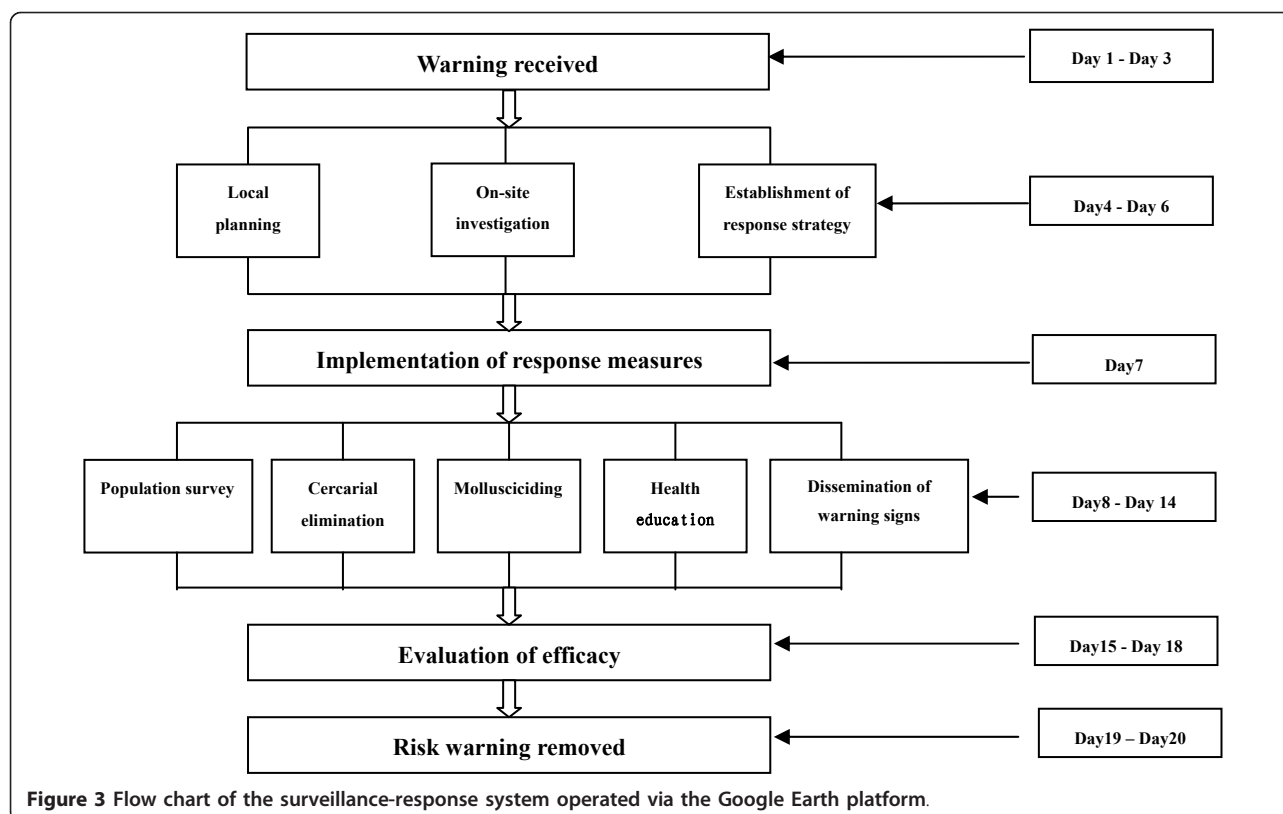 Warning received
Day 1 - Day 3
Local
planning
On-site
investigation
Establishment of
response strategy
Day4 - Day 6
Implementation of response measures
Day7
Population survey
Cercarial
elimination
Mollusciciding
Health
education
Dissemination of
warning signs
Day8 - Day 14
Evaluation of efficacy
Day15 - Day 18
Risk warning removed
Day19 – Day20
Figure 3 Flow chart of the surveillance-response system operated via the Google Earth platform.